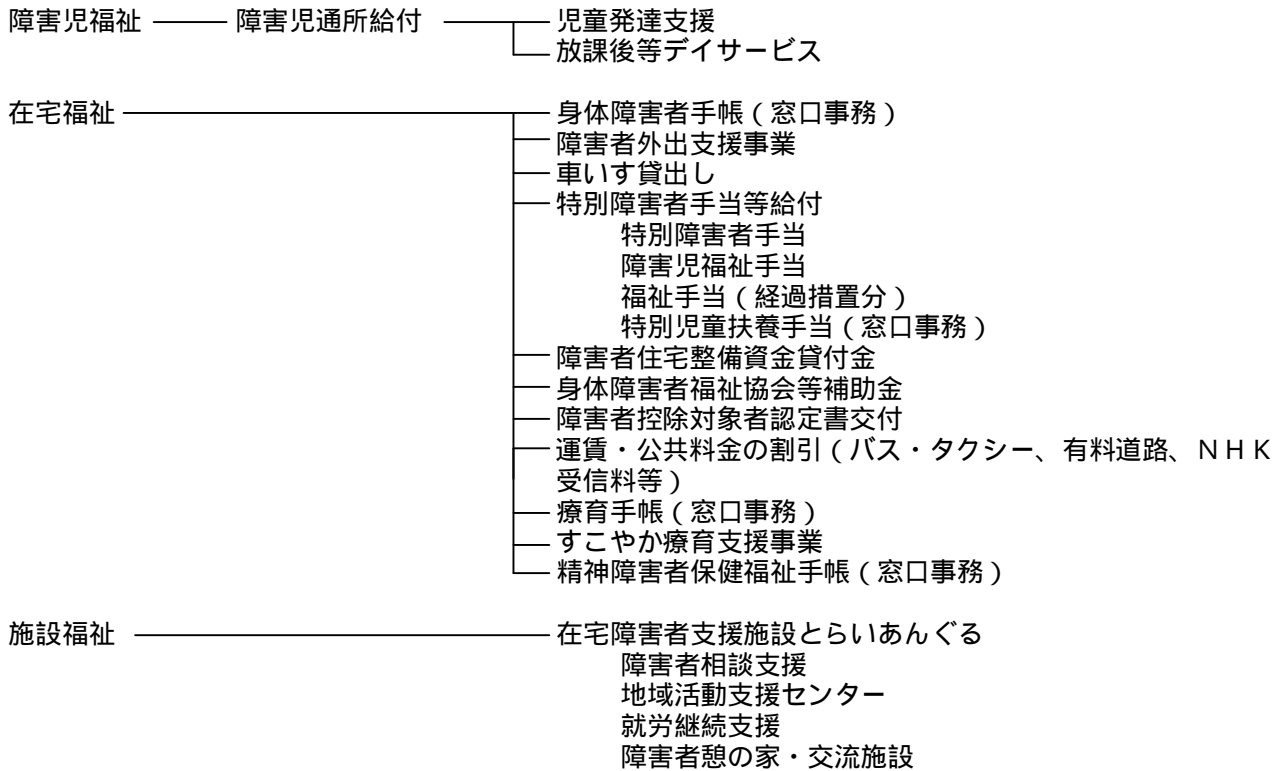 障害児福祉 障害児通所給付 児童発達支援
放課後等デイサービス
在宅福祉 身体障害者手帳（窓口事務）
障害者外出支援事業
車いす貸出し
特別障害者手当等給付
特別障害者手当
障害児福祉手当
福祉手当（経過措置分）
特別児童扶養手当（窓口事務）
障害者住宅整備資金貸付金
身体障害者福祉協会等補助金
障害者控除対象者認定書交付
運賃・公共料金の割引（バス・タクシー、有料道路、ＮＨＫ
受信料等）
療育手帳（窓口事務）
すこやか療育支援事業
精神障害者保健福祉手帳（窓口事務）
施設福祉 在宅障害者支援施設とらいあんぐる
障害者相談支援
地域活動支援センター
就労継続支援
障害者憩の家・交流施設